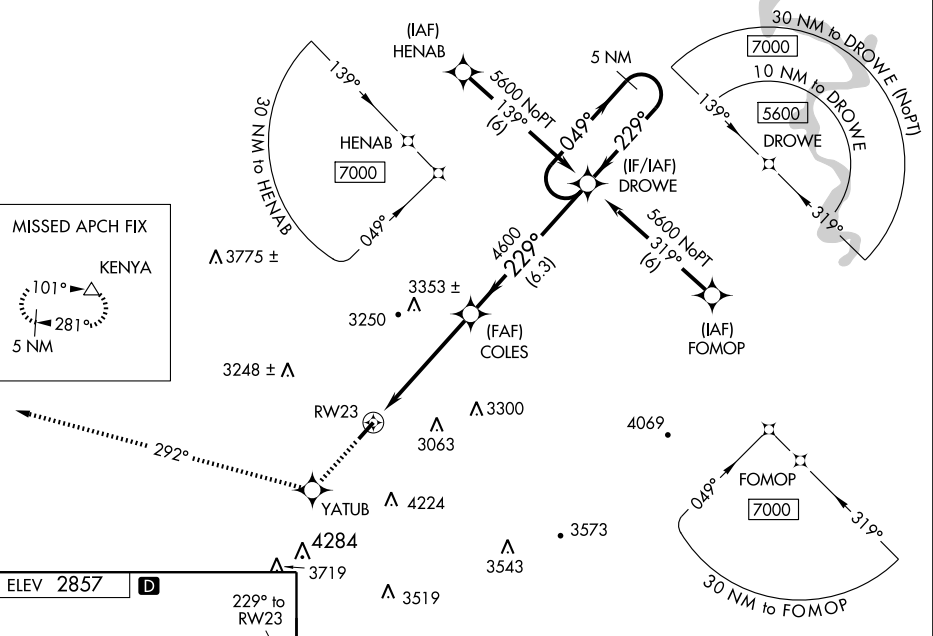 (IAF)
HENAB
5600 NoPT
139°
(6)
5 NM
049°
229°
(IF/IAF)
DROWE
30 NM to HENAB
139°
HENAB
7000
049°
30 NM to DROWE (NoPT)
7000
10 NM to DROWE
5600
139°
DROWE
319°
MISSED APCH FIX
KENYA
101°
281°
5 NM
3775 ±
3353 ±
3250
3248 ±
4600
229°
(6.3)
5600 NoPT
319°
(6)
(IAF)
FOMOP
(FAF)
COLES
RW23
3300
3063
4069
292°
YATUB
4224
4284
3719
3519
3543
3573
049°
FOMOP
7000
319°
30 NM to FOMOP
ELEV 2857 D
229° to
RW23